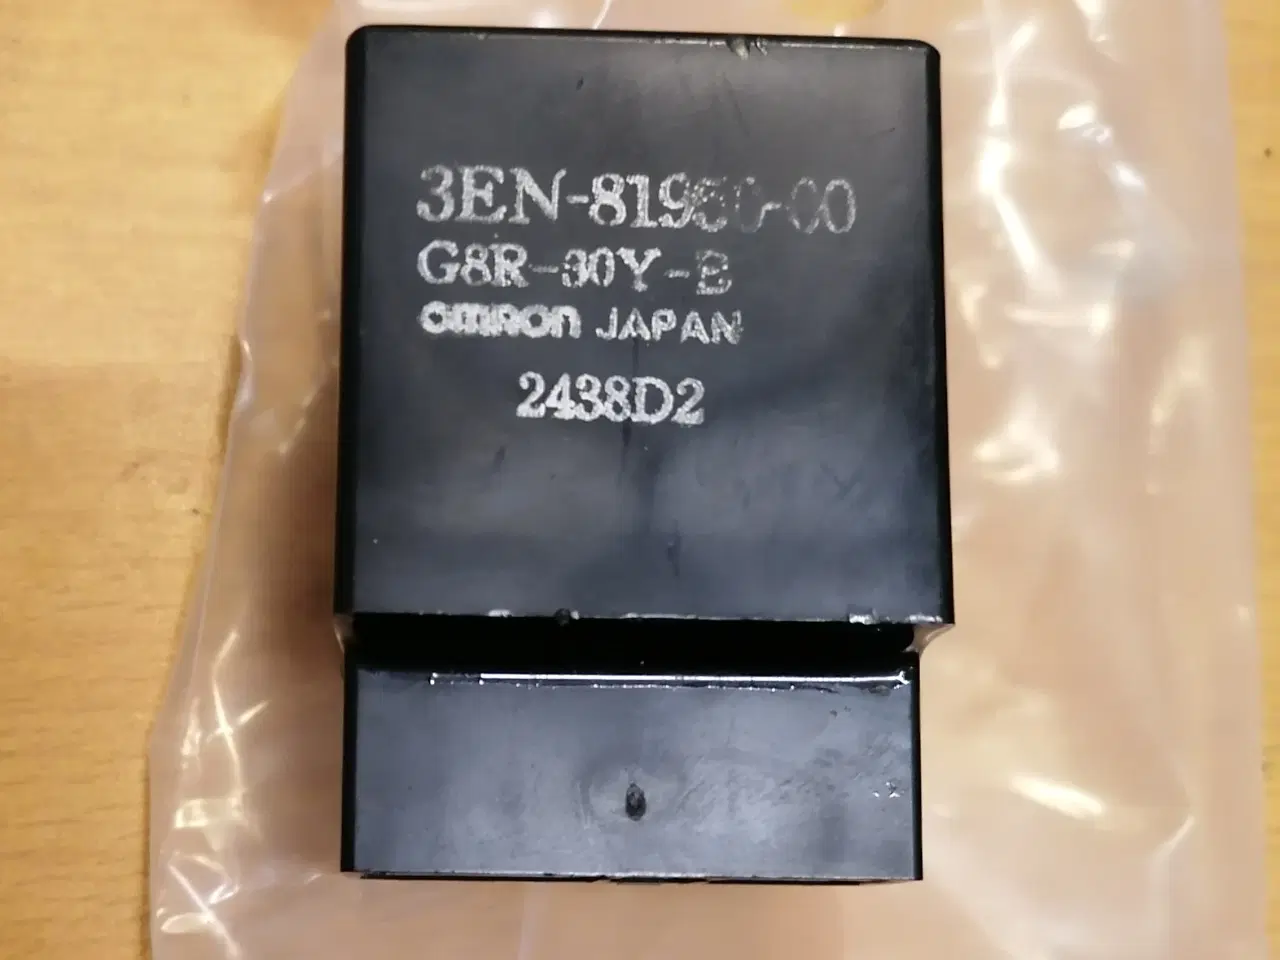 3EN-81950-00
G8R-30Y-B
omron JAPAN
2438D2